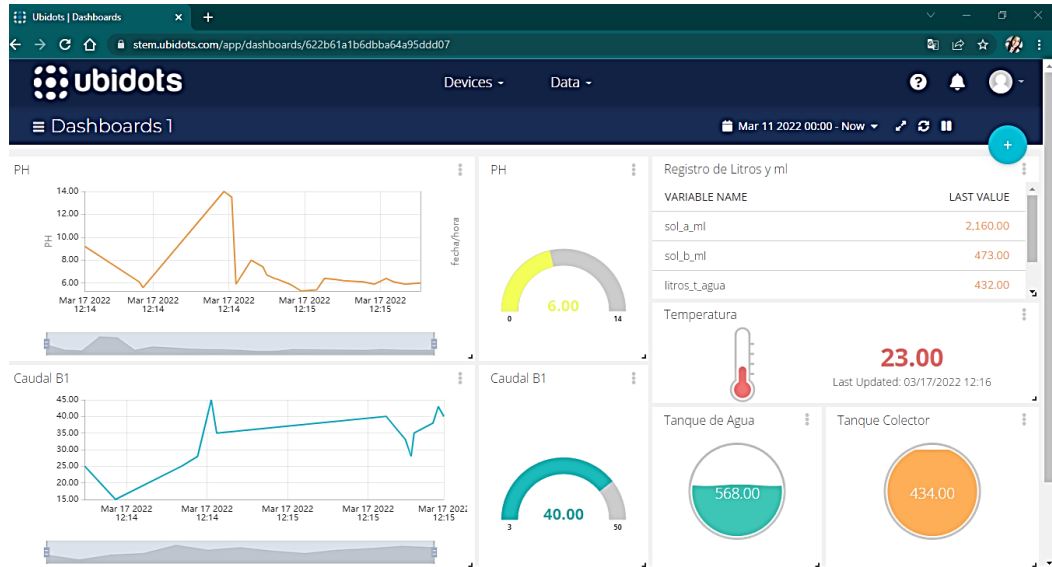 Ubidots | Dashboards
stem.ubidots.com/app/dashboards/622b61a1b6dbba64a95ddd07
ubidots
Devices
Data
Dashboards 1
Mar 11 2022 00:00 - Now
PH
14.00
12.00
10.00
8.00
6.00
PH
fecha/hora
Mar 17 2022 12:14
Mar 17 2022 12:14
Mar 17 2022 12:14
Mar 17 2022 12:15
Mar 17 2022 12:15
PH
6.00
0
14
Registro de Litros y ml
VARIABLE NAME LAST VALUE
sol_a_ml 2,160.00
sol_b_ml 473.00
litros_t_agua 432.00
Temperatura
23.00
Last Updated: 03/17/2022 12:16
Caudal B1
45.00
40.00
35.00
30.00
25.00
20.00
15.00
Mar 17 2022 12:14
Mar 17 2022 12:14
Mar 17 2022 12:15
Mar 17 2022 12:15
Mar 17 202 12:15
Caudal B1
40.00
3
50
Tanque de Agua
568.00
Tanque Colector
434.00